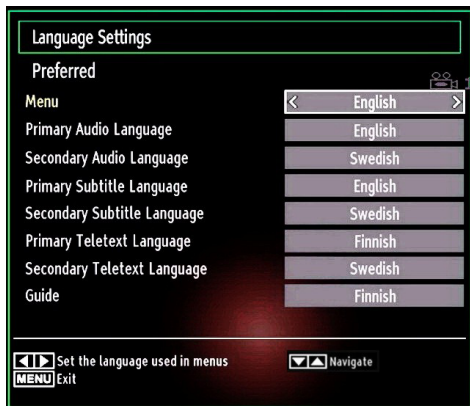 Language Settings
Preferred
Menu English
Primary Audio Language English
Secondary Audio Language Swedish
Primary Subtitle Language English
Secondary Subtitle Language Swedish
Primary Teletext Language Finnish
Secondary Teletext Language Swedish
Guide Finnish
Set the language used in menus Navigate
MENU Exit